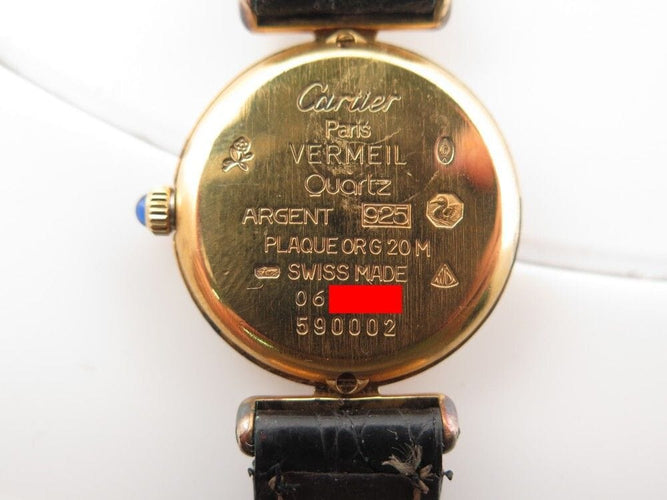 Cartier
Paris
VERMEIL
Quartz
ARGENT 925
PLAQUE OR G 20 M
SWISS MADE
06
590002